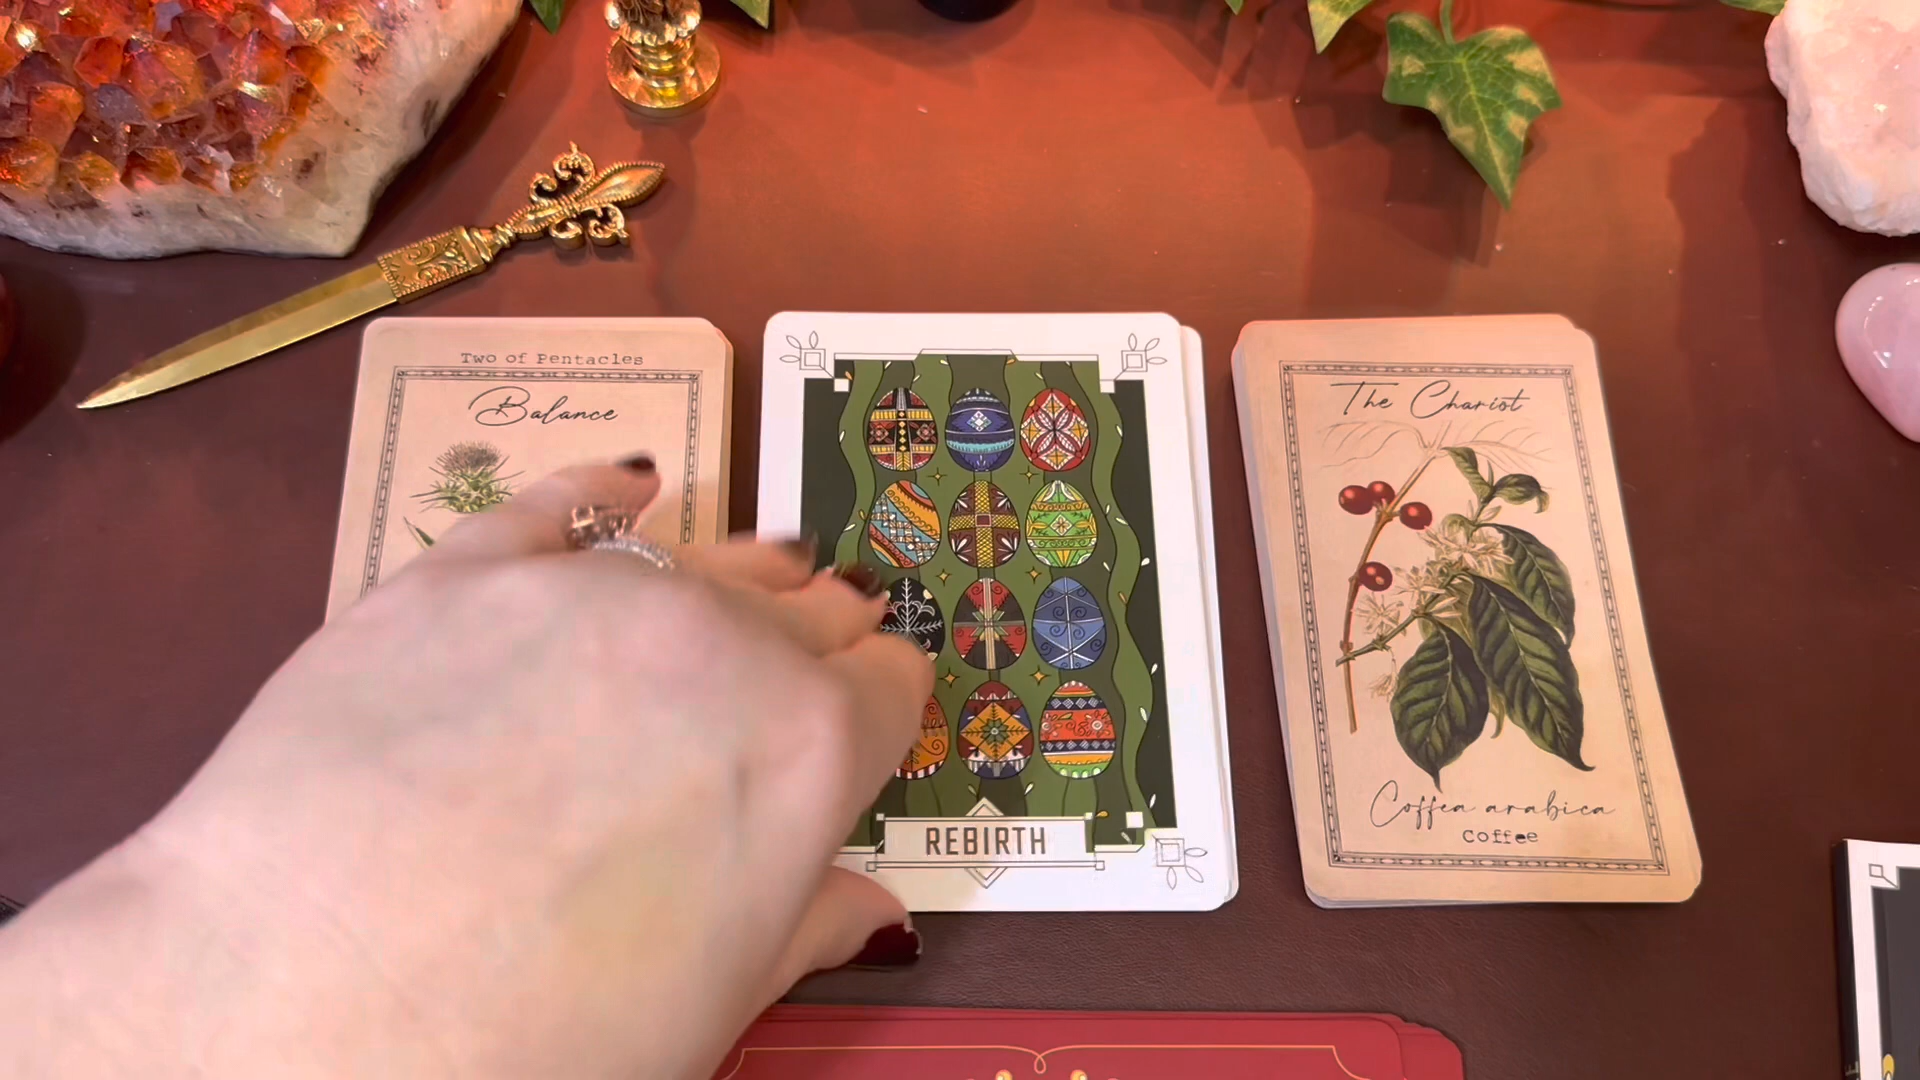 Two of Pentacles
Balance
REBIRTH
The Chariot
Coffea arabica
Coffee